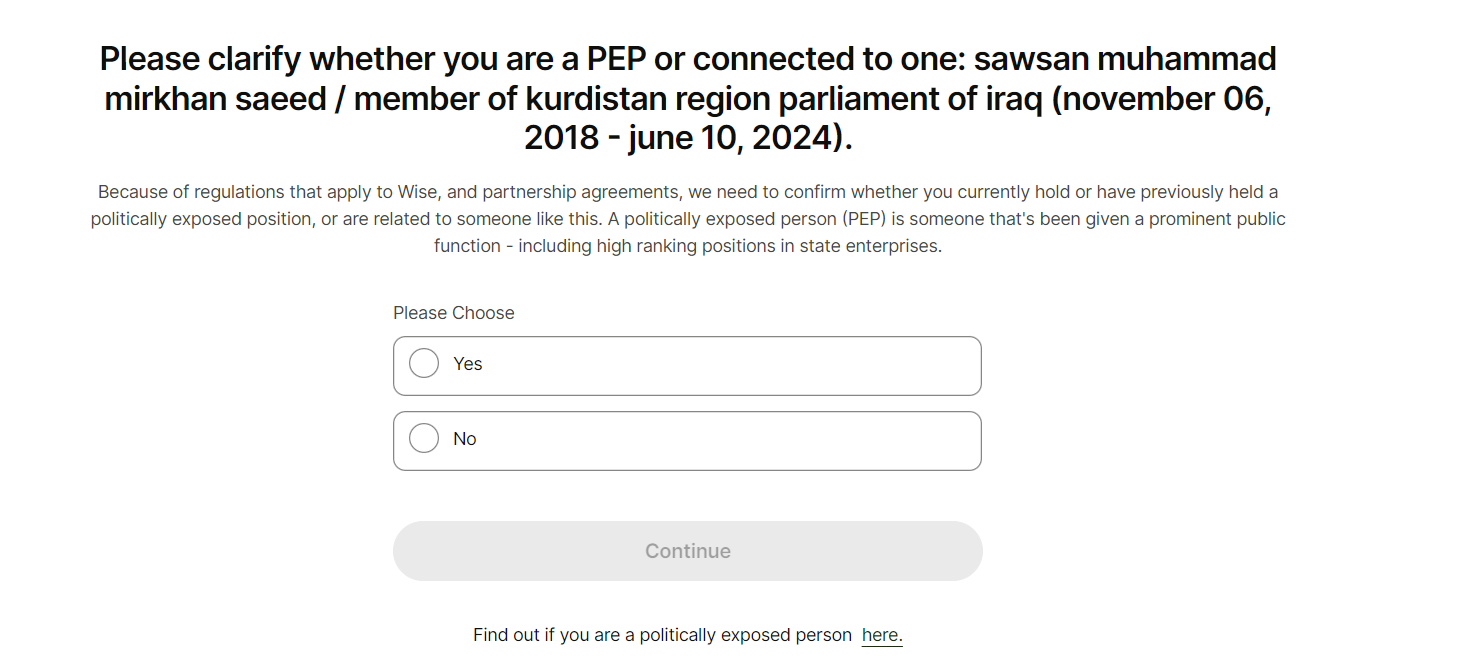 Please clarify whether you are a PEP or connected to one: sawsan muhammad
mirkhan saeed / member of kurdistan region parliament of iraq (november 06,
2018 - june 10, 2024).
Because of regulations that apply to Wise, and partnership agreements, we need to confirm whether you currently hold or have previously held a
politically exposed position, or are related to someone like this. A politically exposed person (PEP) is someone that's been given a prominent public
function - including high ranking positions in state enterprises.
Please Choose
Yes
No
Continue
Find out if you are a politically exposed person here.